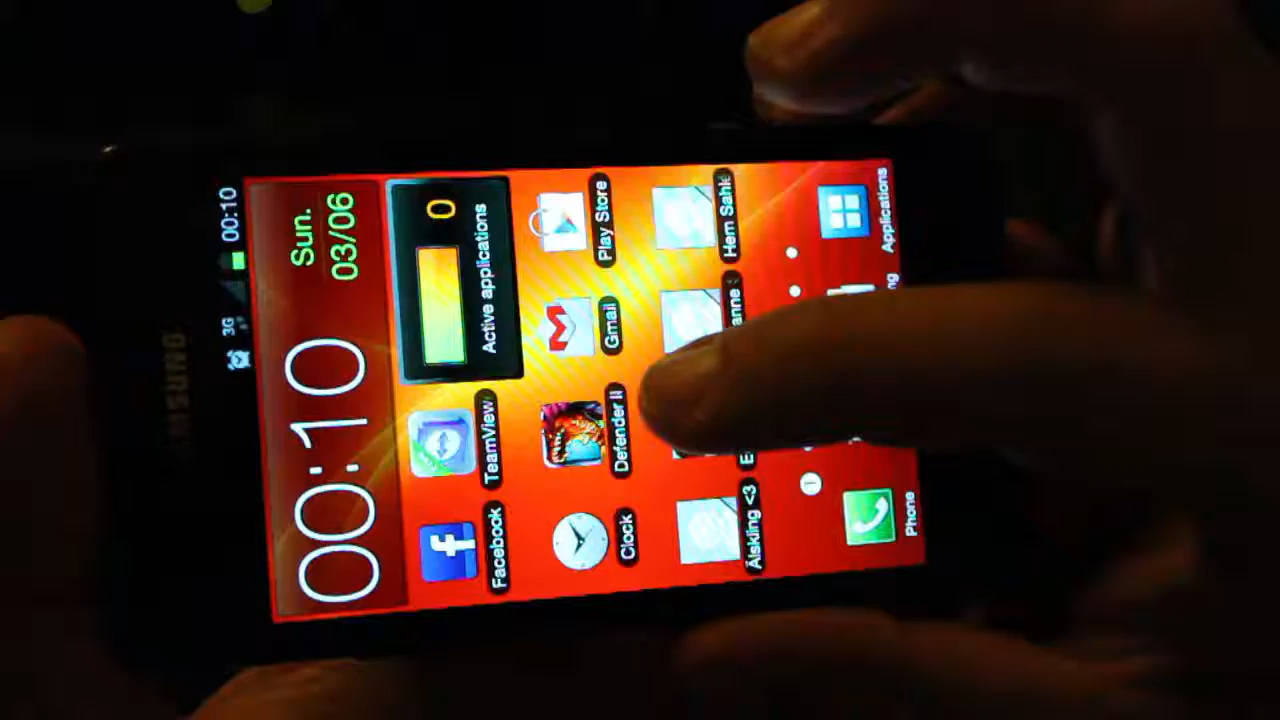 SAMSUNG
3G 00:10
00:10
Sun.
03/06
0
Active applications
Facebook
TeamView
Clock
Defender II
Gmail
Play Store
Älskling <3
Hem Sahl
1
Phone
Applications